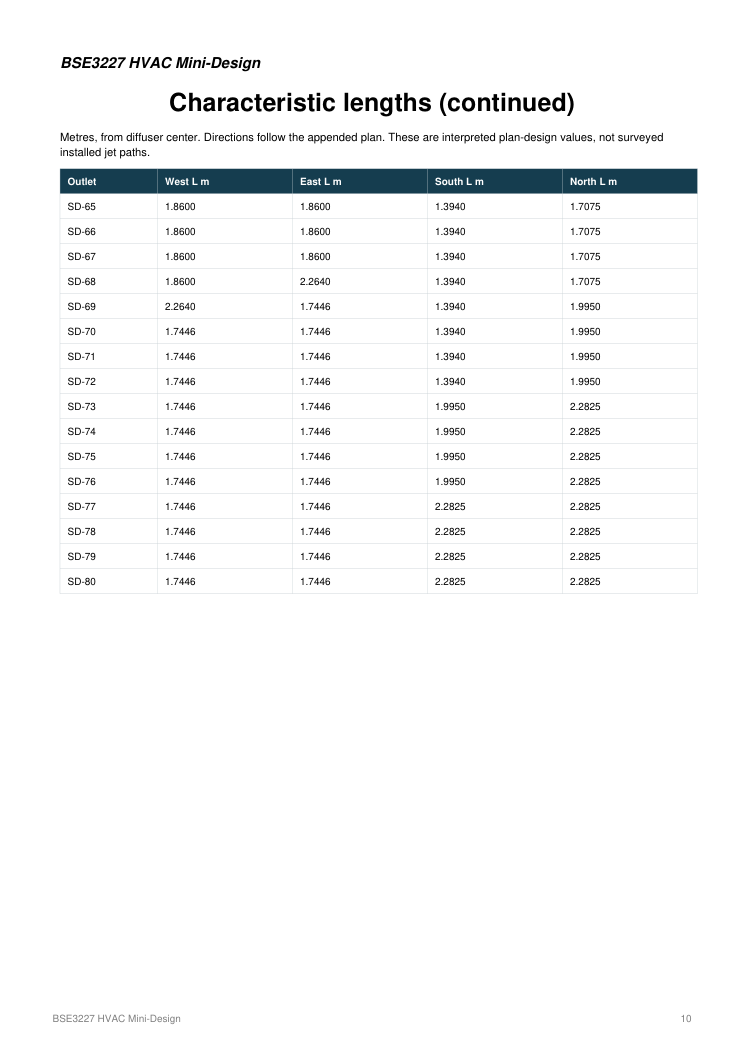 BSE3227 HVAC Mini-Design
Characteristic lengths (continued)
Metres, from diffuser center. Directions follow the appended plan. These are interpreted plan-design values, not surveyed
installed jet paths.
Outlet West L m East L m South L m North L m
SD-65 1.8600 1.8600 1.3940 1.7075
SD-66 1.8600 1.8600 1.3940 1.7075
SD-67 1.8600 1.8600 1.3940 1.7075
SD-68 1.8600 2.2640 1.3940 1.7075
SD-69 2.2640 1.7446 1.3940 1.9950
SD-70 1.7446 1.7446 1.3940 1.9950
SD-71 1.7446 1.7446 1.3940 1.9950
SD-72 1.7446 1.7446 1.3940 1.9950
SD-73 1.7446 1.7446 1.9950 2.2825
SD-74 1.7446 1.7446 1.9950 2.2825
SD-75 1.7446 1.7446 1.9950 2.2825
SD-76 1.7446 1.7446 1.9950 2.2825
SD-77 1.7446 1.7446 2.2825 2.2825
SD-78 1.7446 1.7446 2.2825 2.2825
SD-79 1.7446 1.7446 2.2825 2.2825
SD-80 1.7446 1.7446 2.2825 2.2825
BSE3227 HVAC Mini-Design 10